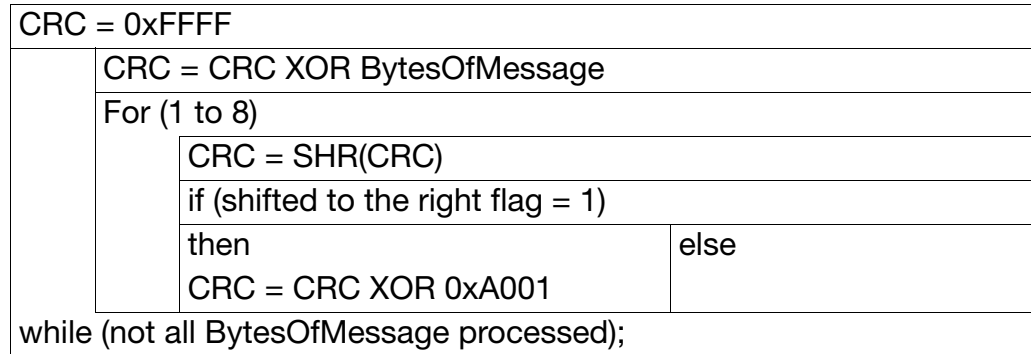 CRC = 0xFFFF
CRC = CRC XOR BytesOfMessage
For (1 to 8)
CRC = SHR(CRC)
if (shifted to the right flag = 1)
then else
CRC = CRC XOR 0xA001
while (not all BytesOfMessage processed);